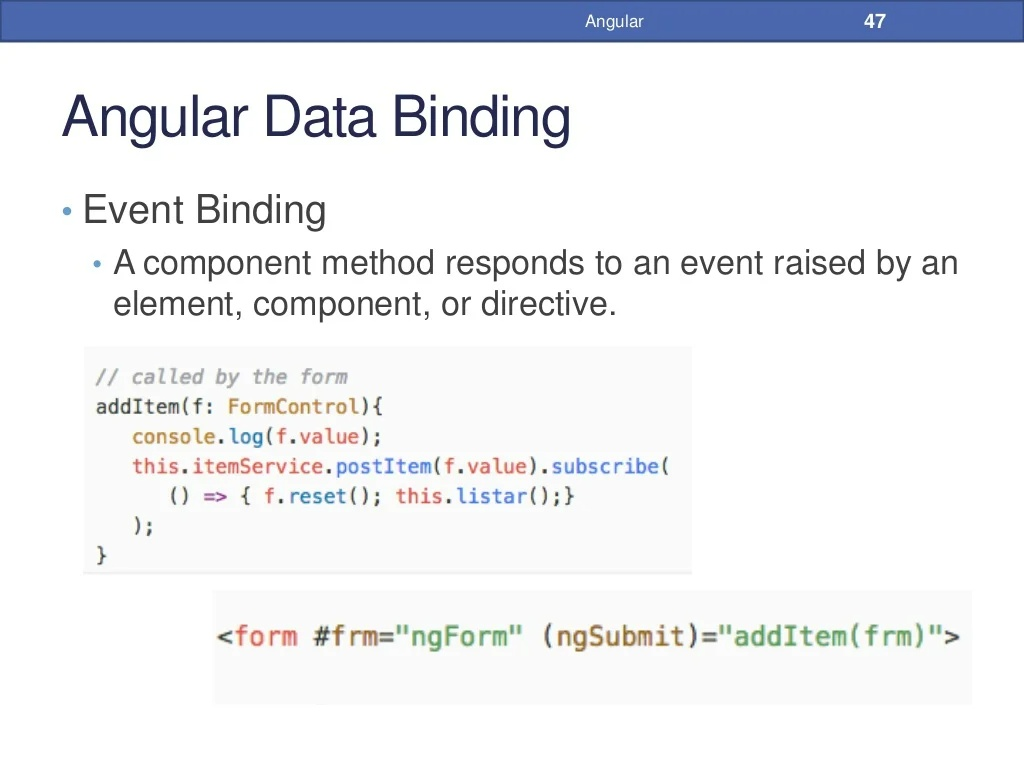 Angular 47
Angular Data Binding
• Event Binding
• A component method responds to an event raised by an
element, component, or directive.
// called by the form
addItem(f: FormControl){
console.log(f.value);
this.itemService.postItem(f.value).subscribe(
() => { f.reset(); this.listar();}
);
}
<form #frm="ngForm" (ngSubmit)="addItem(frm)">